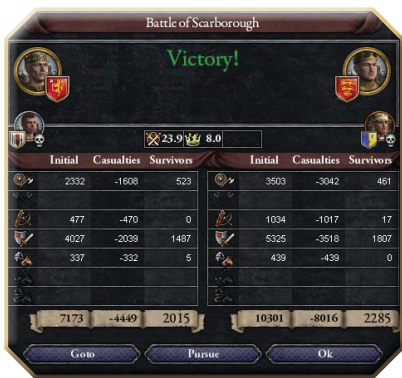 Battle of Scarborough
Victory!
23.9 8.0
Initial Casualties Survivors Initial Casualties Survivors
2332 -1608 523 3503 -3042 461
477 -470 0 1034 -1017 17
4027 -2039 1487 5325 -3518 1807
337 -332 5 439 -439 0
7173 -4449 2015 10301 -8016 2285
Goto Pursue Ok